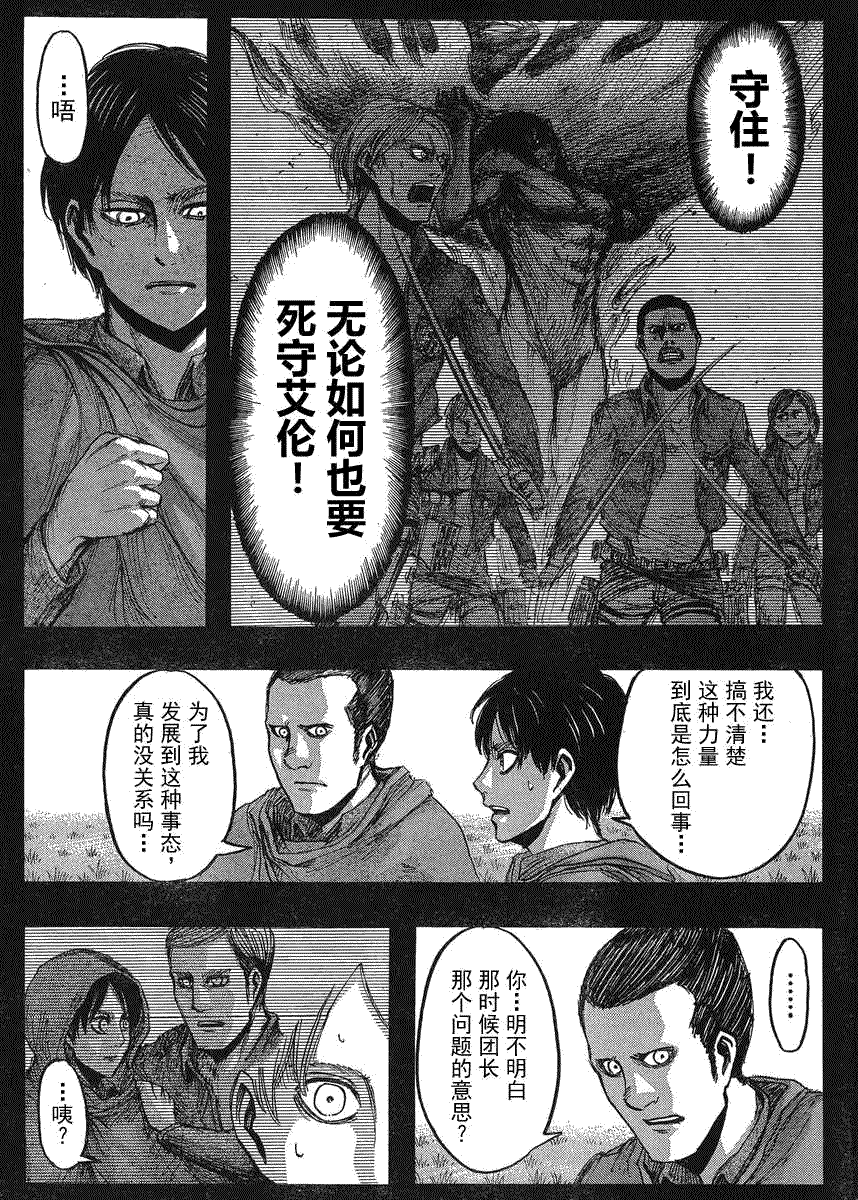 守住！
无论如何也要
死守艾伦！
…唔
我还…
搞不清楚
这种力量
到底是怎么回事…
为了我
发展到这种事态，
真的没关系吗…
……
你…明不明白
那时候团长
那个问题的意思？
…咦？